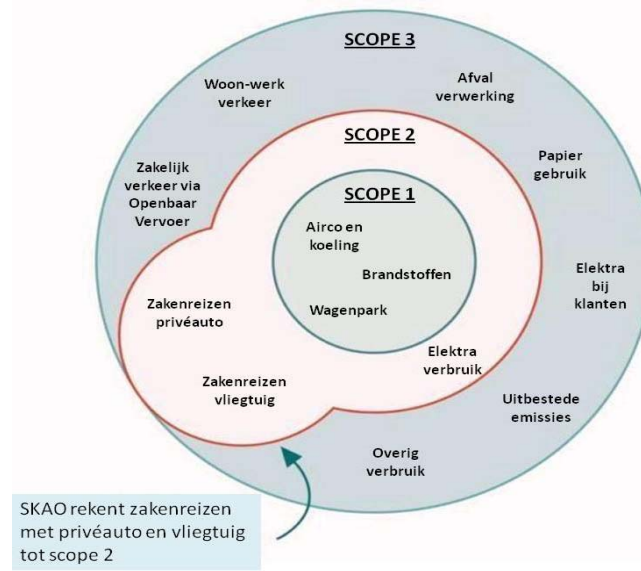 SCOPE 3
Woon-werk
verkeer
Afval
verwerking
SCOPE 2
Papier
gebruik
Zakelijk
verkeer via
Openbaar
Vervoer
SCOPE 1
Airco en
koeling
Brandstoffen
Wagenpark
Elektra
bij
klanten
Zakenreizen
privéauto
Elektra
verbruik
Zakenreizen
vliegtuig
Uitbestede
emissies
Overig
verbruik
SKAO rekent zakenreizen
met privéauto en vliegtuig
tot scope 2